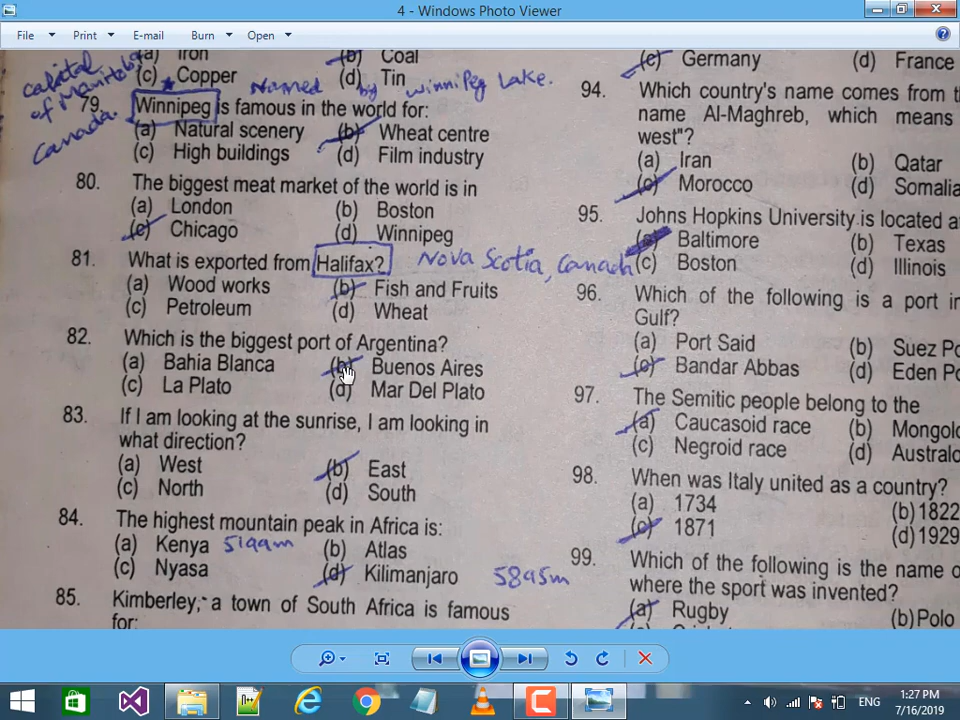 4 - Windows Photo Viewer
File Print E-mail Burn Open
(a) Iron (b) Coal
(c) Copper (d) Tin
capital of Manitoba Canada.
Named by Winnipeg Lake.
79. Winnipeg is famous in the world for:
(a) Natural scenery (b) Wheat centre
(c) High buildings (d) Film industry
80. The biggest meat market of the world is in
(a) London (b) Boston
(c) Chicago (d) Winnipeg
81. What is exported from Halifax? Nova Scotia, Canada
(a) Wood works (b) Fish and Fruits
(c) Petroleum (d) Wheat
82. Which is the biggest port of Argentina?
(a) Bahia Blanca (b) Buenos Aires
(c) La Plato (d) Mar Del Plato
83. If I am looking at the sunrise, I am looking in
what direction?
(a) West (b) East
(c) North (d) South
84. The highest mountain peak in Africa is:
(a) Kenya 5199m (b) Atlas
(c) Nyasa (d) Kilimanjaro 5895m
85. Kimberley, a town of South Africa is famous
for:
(c) Germany (d) France
94. Which country's name comes from th
name Al-Maghreb, which means
west"?
(a) Iran (b) Qatar
(c) Morocco (d) Somalia
95. Johns Hopkins University is located a
(a) Baltimore (b) Texas
(c) Boston (d) Illinois
96. Which of the following is a port in
Gulf?
(a) Port Said (b) Suez Po
(c) Bandar Abbas (d) Eden Po
97. The Semitic people belong to the
(a) Caucasoid race (b) Mongolo
(c) Negroid race (d) Australo
98. When was Italy united as a country?
(a) 1734 (b) 1822
(c) 1871 (d) 1929
99. Which of the following is the name o
where the sport was invented?
(a) Rugby (b) Polo
ENG
1:27 PM
7/16/2019